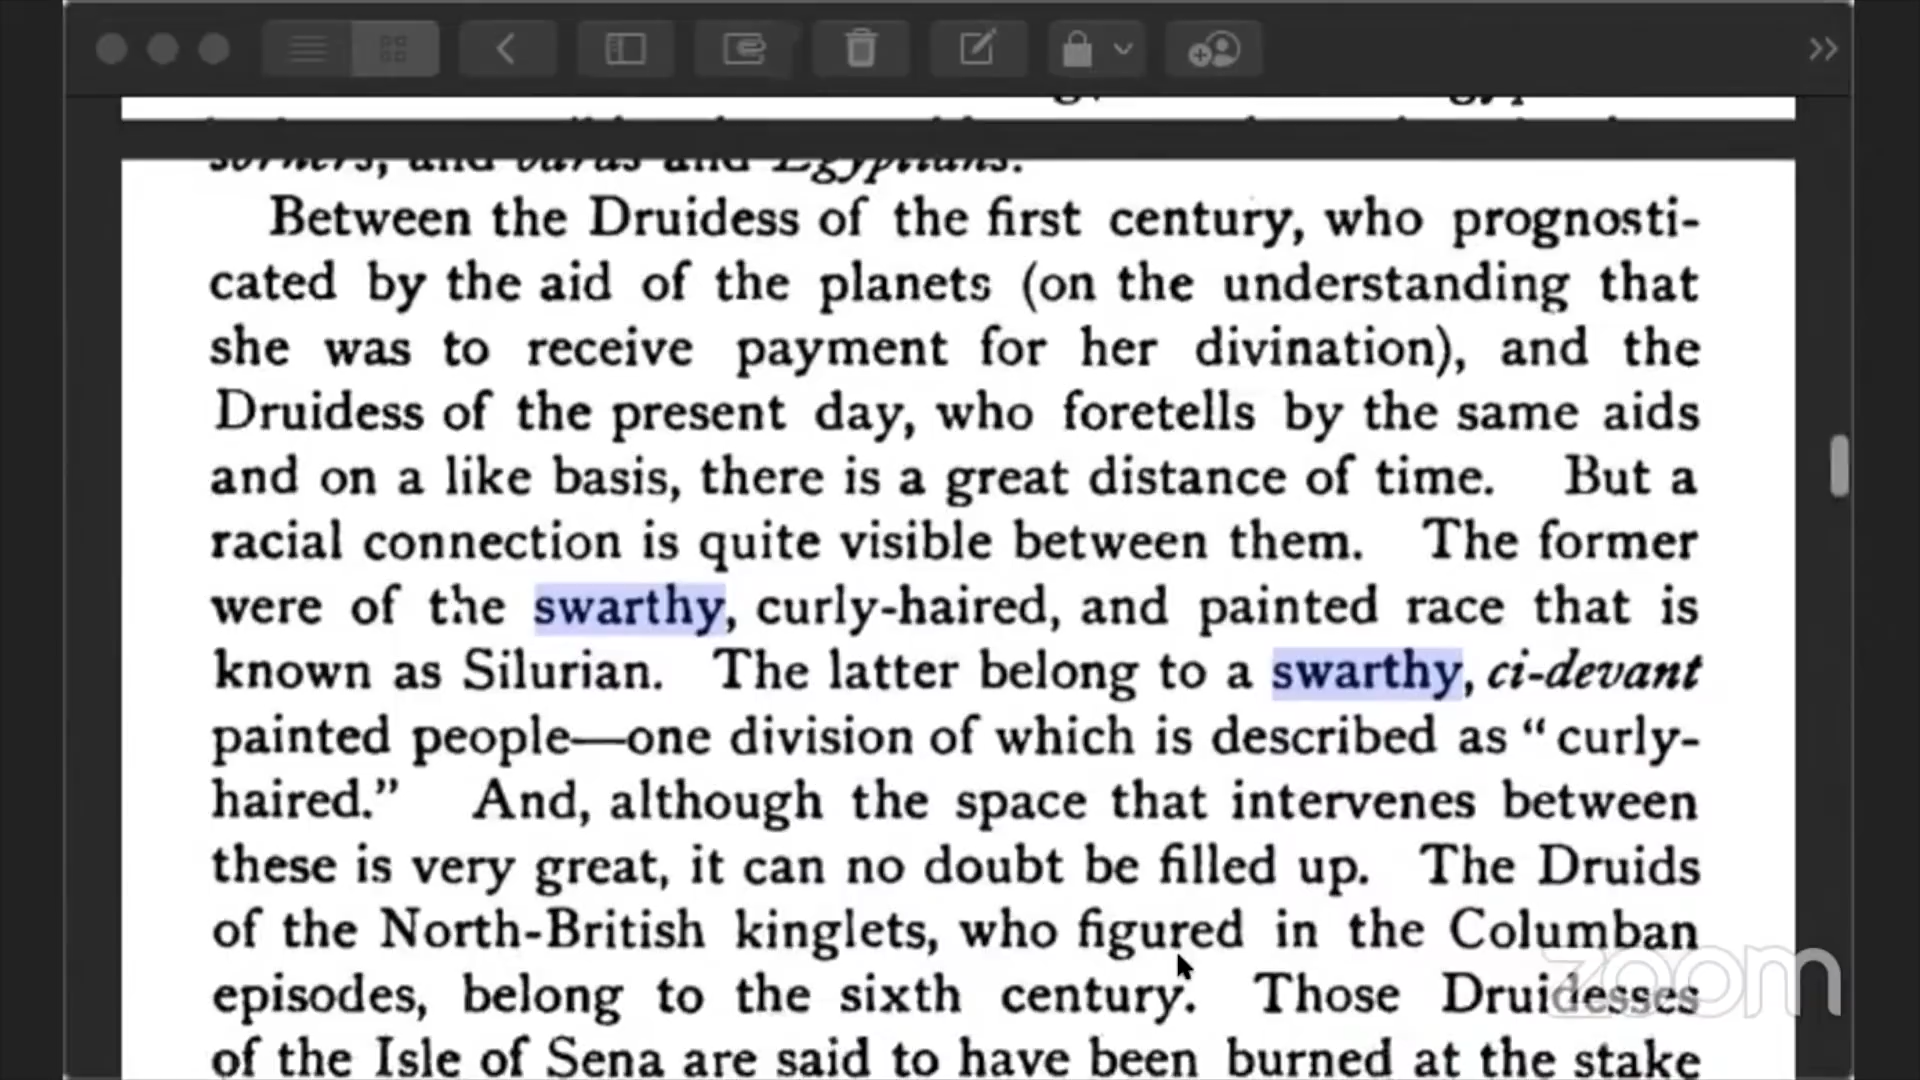 sorners, and bards and Egyptians.
Between the Druidess of the first century, who prognosti-
cated by the aid of the planets (on the understanding that
she was to receive payment for her divination), and the
Druidess of the present day, who foretells by the same aids
and on a like basis, there is a great distance of time. But a
racial connection is quite visible between them. The former
were of the swarthy, curly-haired, and painted race that is
known as Silurian. The latter belong to a swarthy, ci-devant
painted people—one division of which is described as “curly-
haired.” And, although the space that intervenes between
these is very great, it can no doubt be filled up. The Druids
of the North-British kinglets, who figured in the Columban
episodes, belong to the sixth century. Those Druidesses
of the Isle of Sena are said to have been burned at the stake
zoom